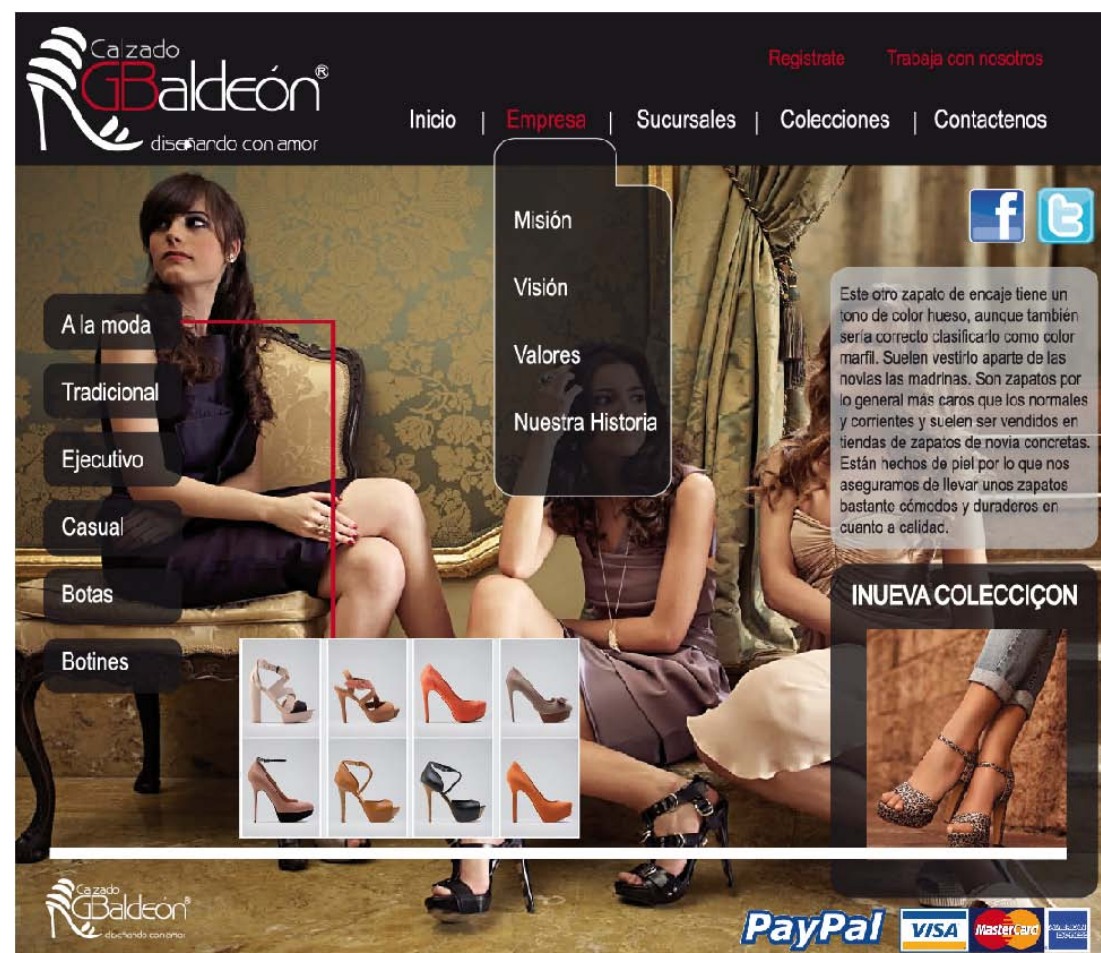 Calzado
GBaldeón®
diseñando con amor
Registrate Trabaja con nosotros
Inicio | Empresa | Sucursales | Colecciones | Contactenos
Misión
Visión
Valores
Nuestra Historia
A la moda
Tradicional
Ejecutivo
Casual
Botas
Botines
Este otro zapato de encaje tiene un
tono de color hueso, aunque también
sería correcto clasificarlo como color
marfil. Suelen vestirlo aparte de las
novias las madrinas. Son zapatos por
lo general más caros que los normales
y corrientes y suelen ser vendidos en
tiendas de zapatos de novia concretas.
Están hechos de piel por lo que nos
aseguramos de llevar unos zapatos
bastante cómodos y duraderos en
cuanto a calidad.
INUEVA COLECCIÇON
Calzado
GBaldeón®
diseñando con amor
PayPal VISA MasterCard